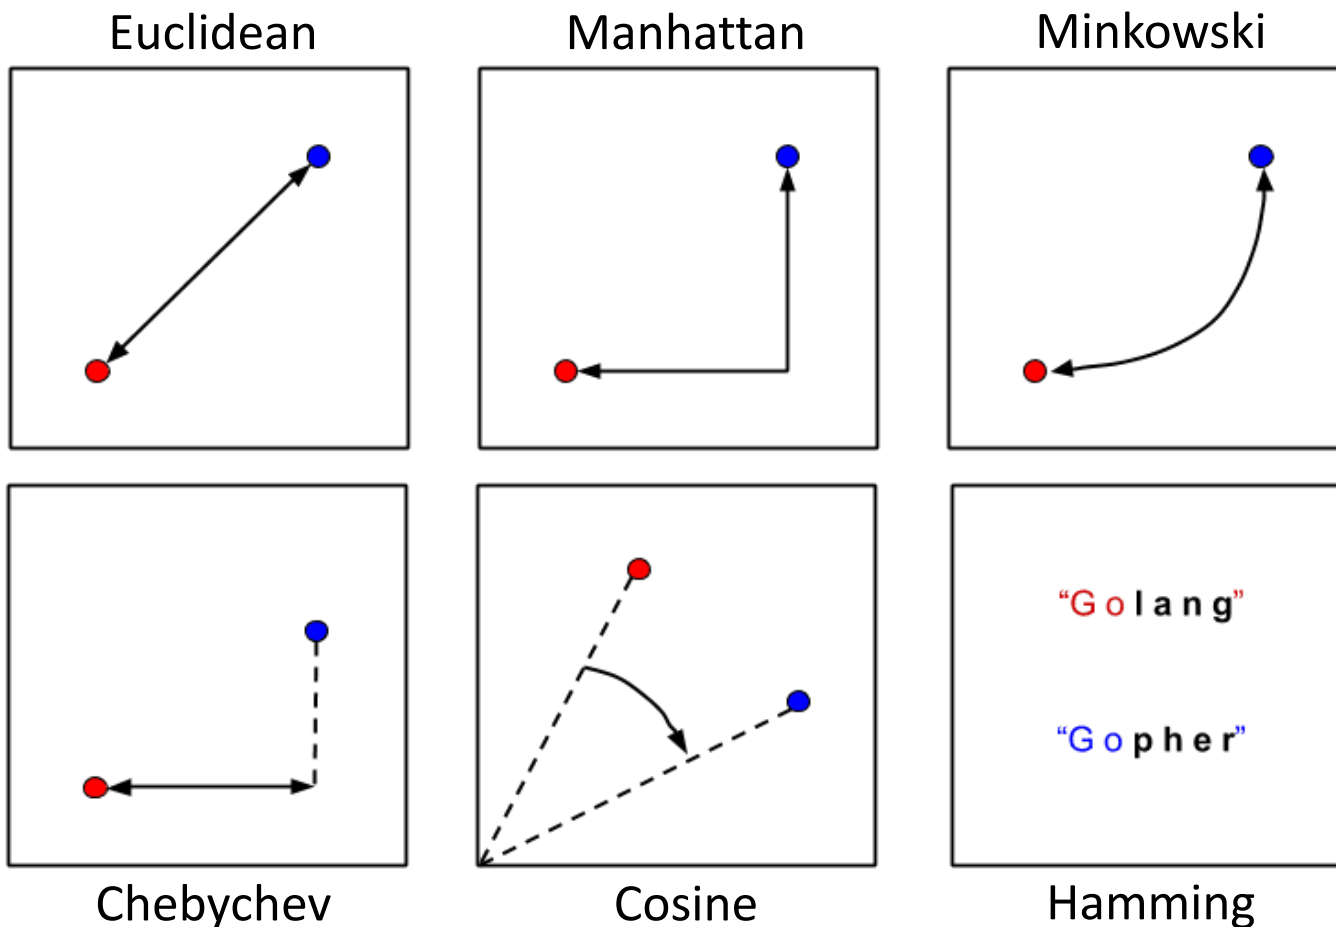 Euclidean
Manhattan
Minkowski
“Golang”
“Gopher”
Chebychev
Cosine
Hamming